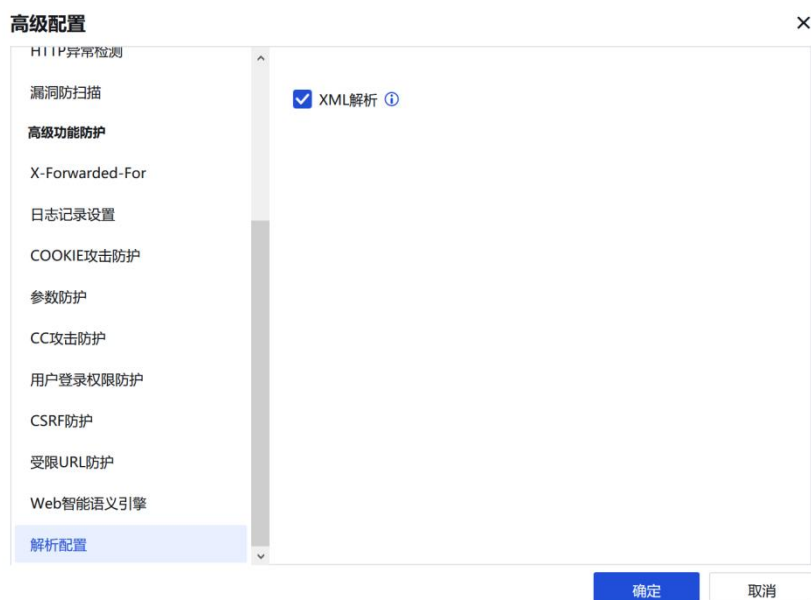 高级配置
HTTP异常检测
漏洞防扫描
高级功能防护
X-Forwarded-For
日志记录设置
COOKIE攻击防护
参数防护
CC攻击防护
用户登录权限防护
CSRF防护
受限URL防护
Web智能语义引擎
解析配置
XML解析
确定
取消